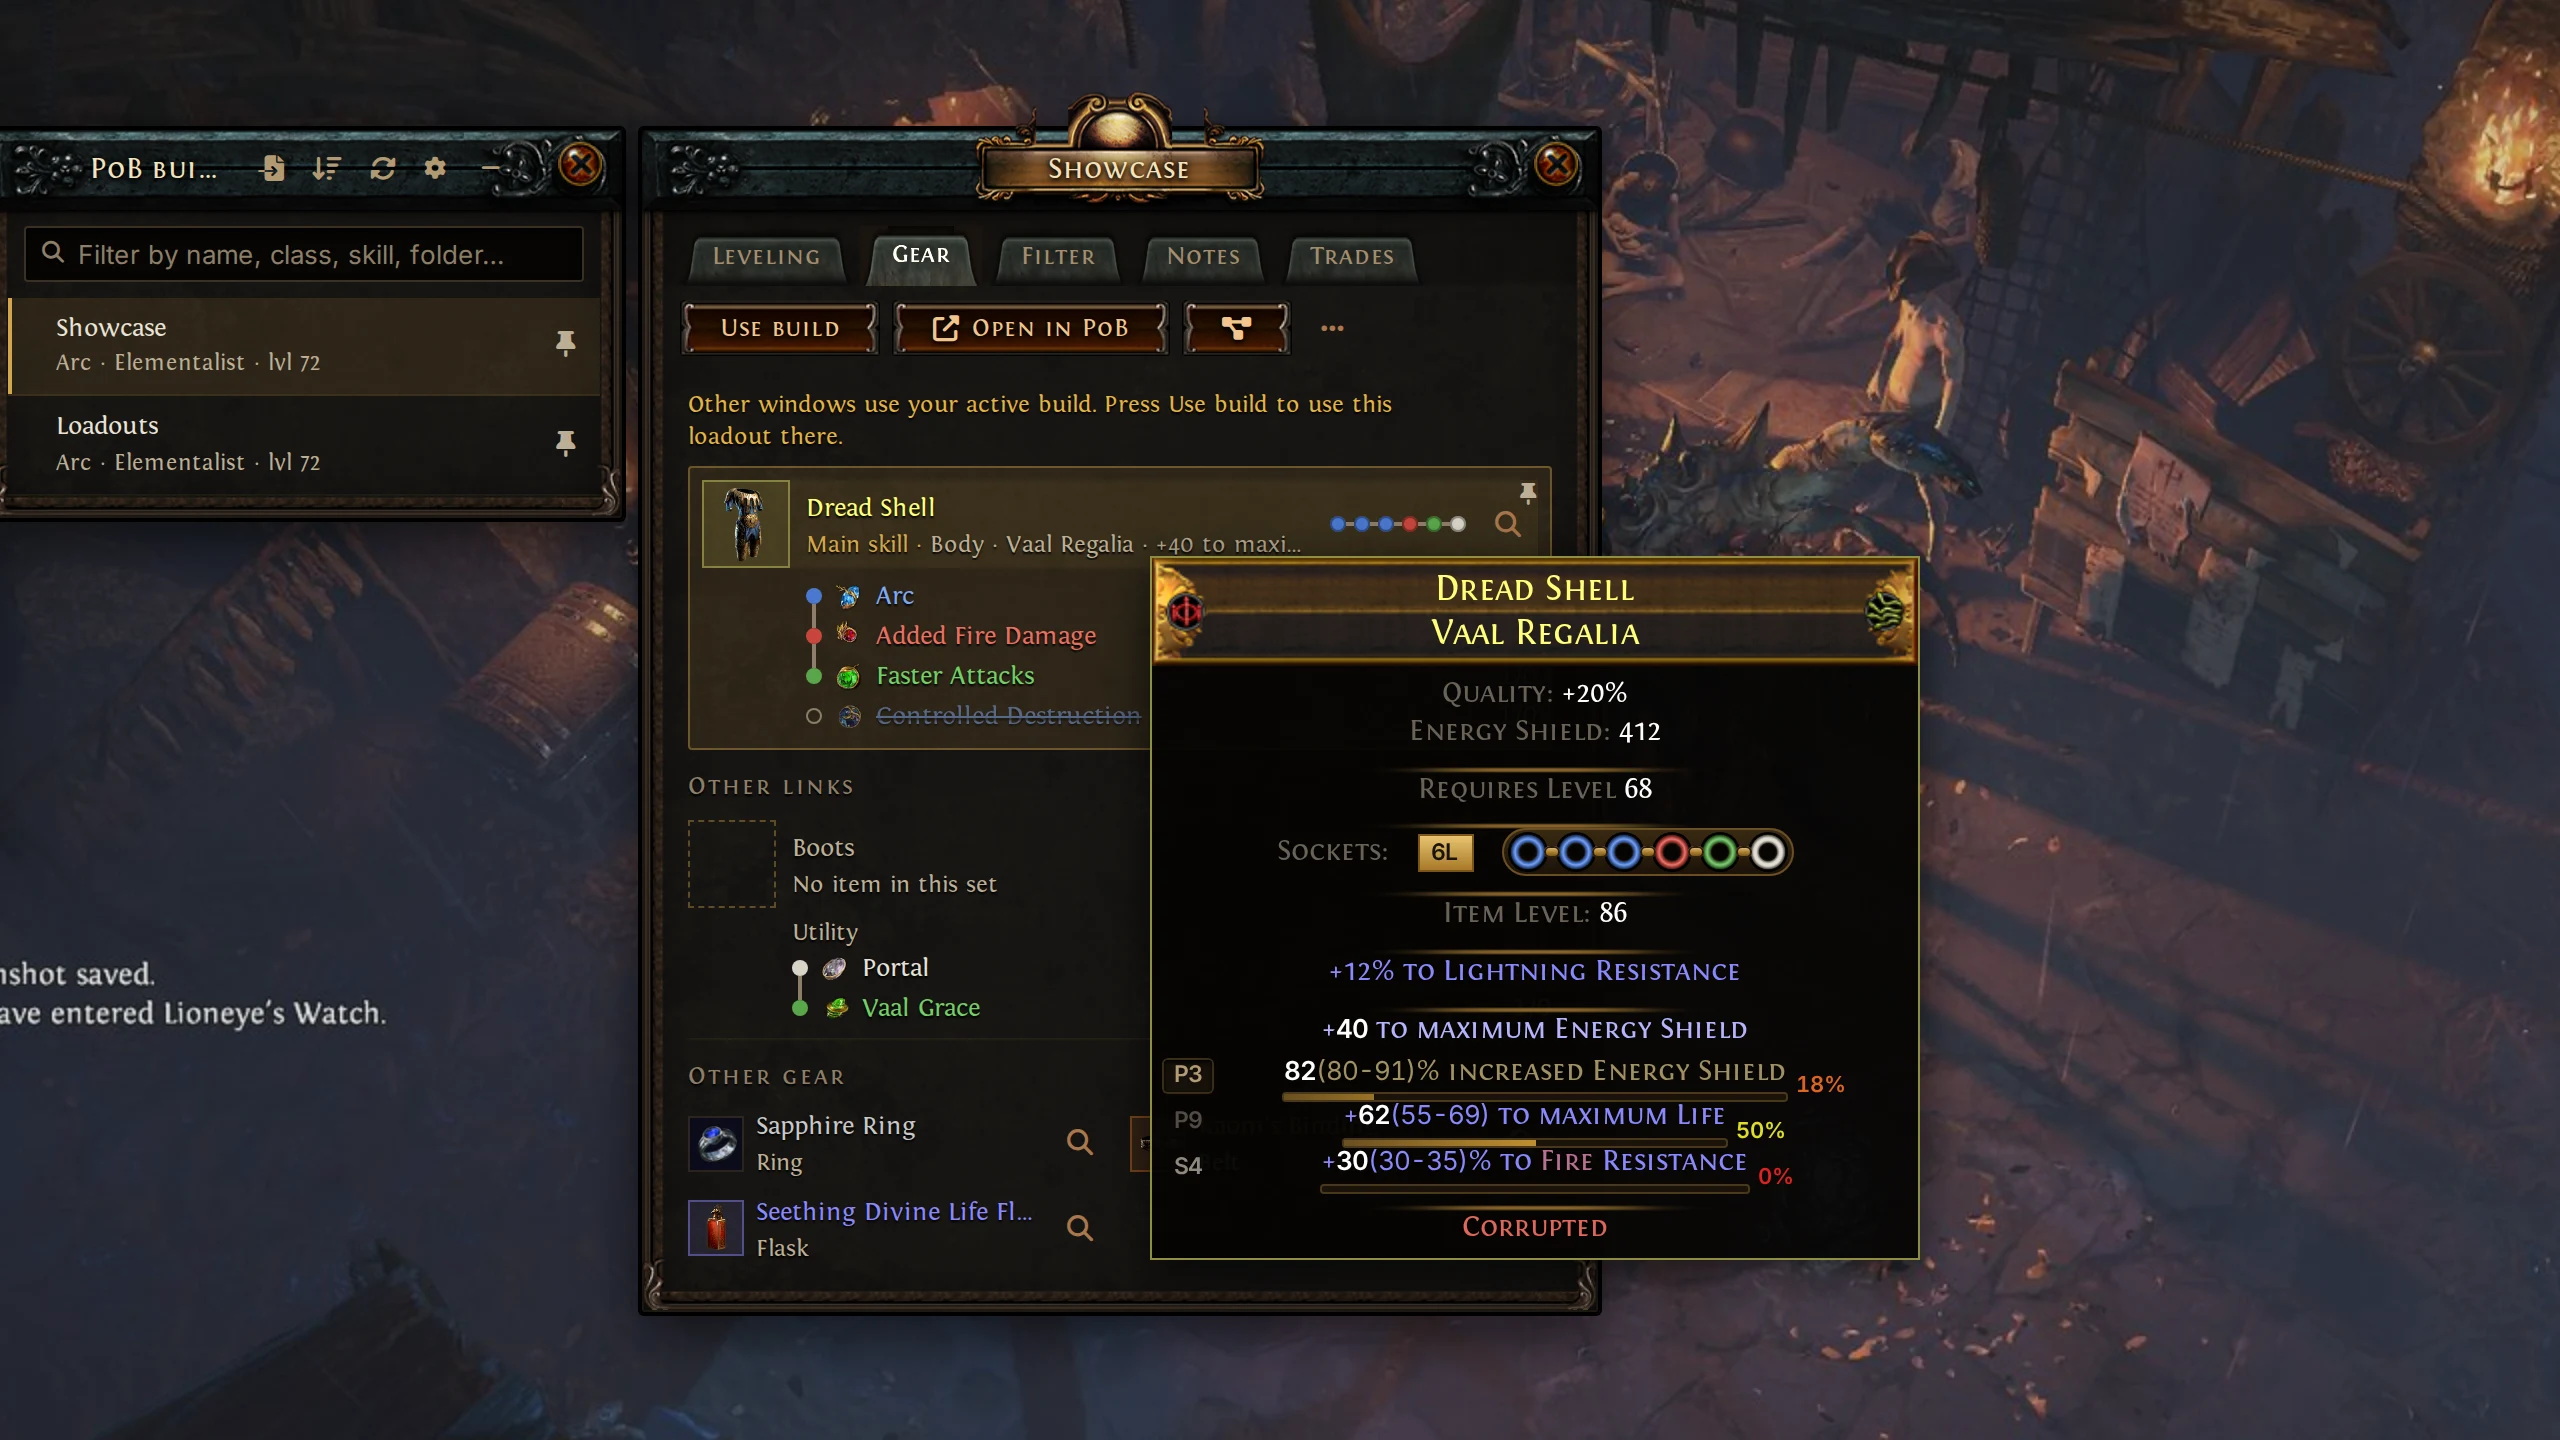 PoB bui...
Filter by name, class, skill, folder...
Showcase
Arc · Elementalist · lvl 72
Loadouts
Arc · Elementalist · lvl 72
Showcase
Leveling
Gear
Filter
Notes
Trades
Use build
Open in PoB
Other windows use your active build. Press Use build to use this
loadout there.
Dread Shell
Main skill · Body · Vaal Regalia · +40 to maxi...
Arc
Added Fire Damage
Faster Attacks
Controlled Destruction
Other links
Boots
No item in this set
Utility
Portal
Vaal Grace
Other gear
Sapphire Ring
Ring
Seething Divine Life Fl...
Flask
Dread Shell
Vaal Regalia
Quality: +20%
Energy Shield: 412
Requires Level 68
Sockets: 6L
Item Level: 86
+12% to Lightning Resistance
+40 to maximum Energy Shield
P3 82(80-91)% increased Energy Shield 18%
P9 +62(55-69) to maximum Life 50%
S4 +30(30-35)% to Fire Resistance 0%
Corrupted
nshot saved.
ave entered Lioneye's Watch.